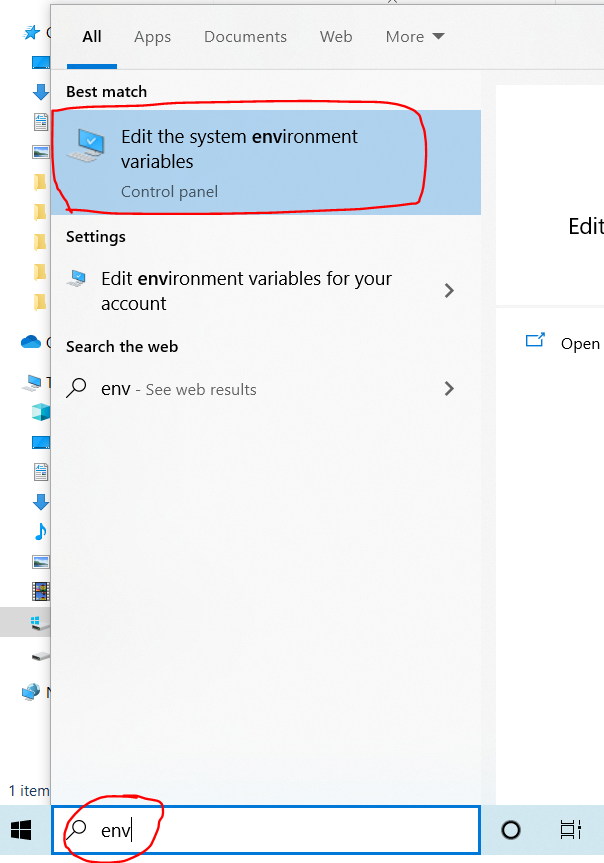 All Apps Documents Web More
Best match
Edit the system environment
variables
Control panel
Settings
Edit environment variables for your
account
Search the web
env - See web results
Edit
Open
1 item
env